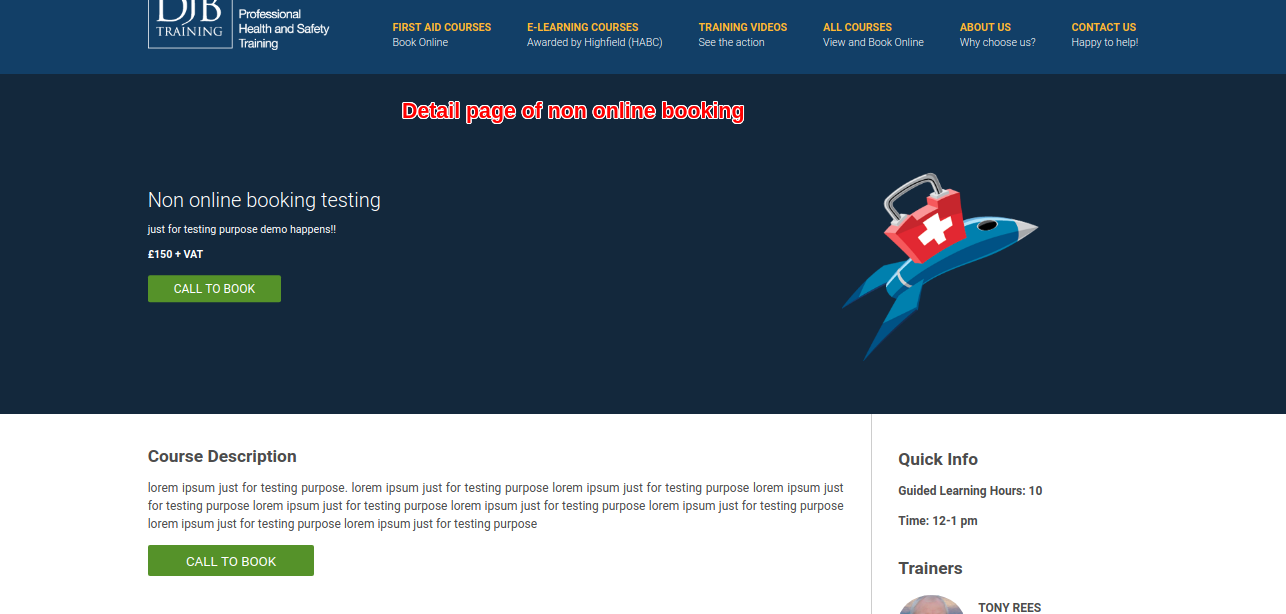 DJB
TRAINING
Professional
Health and Safety
Training
FIRST AID COURSES
Book Online
E-LEARNING COURSES
Awarded by Highfield (HABC)
TRAINING VIDEOS
See the action
ALL COURSES
View and Book Online
ABOUT US
Why choose us?
CONTACT US
Happy to help!
Detail page of non online booking
Non online booking testing
just for testing purpose demo happens!!
£150 + VAT
CALL TO BOOK
Course Description
lorem ipsum just for testing purpose. lorem ipsum just for testing purpose lorem ipsum just for testing purpose lorem ipsum just
for testing purpose lorem ipsum just for testing purpose lorem ipsum just for testing purpose lorem ipsum just for testing purpose
lorem ipsum just for testing purpose lorem ipsum just for testing purpose
CALL TO BOOK
Quick Info
Guided Learning Hours: 10
Time: 12-1 pm
Trainers
TONY REES